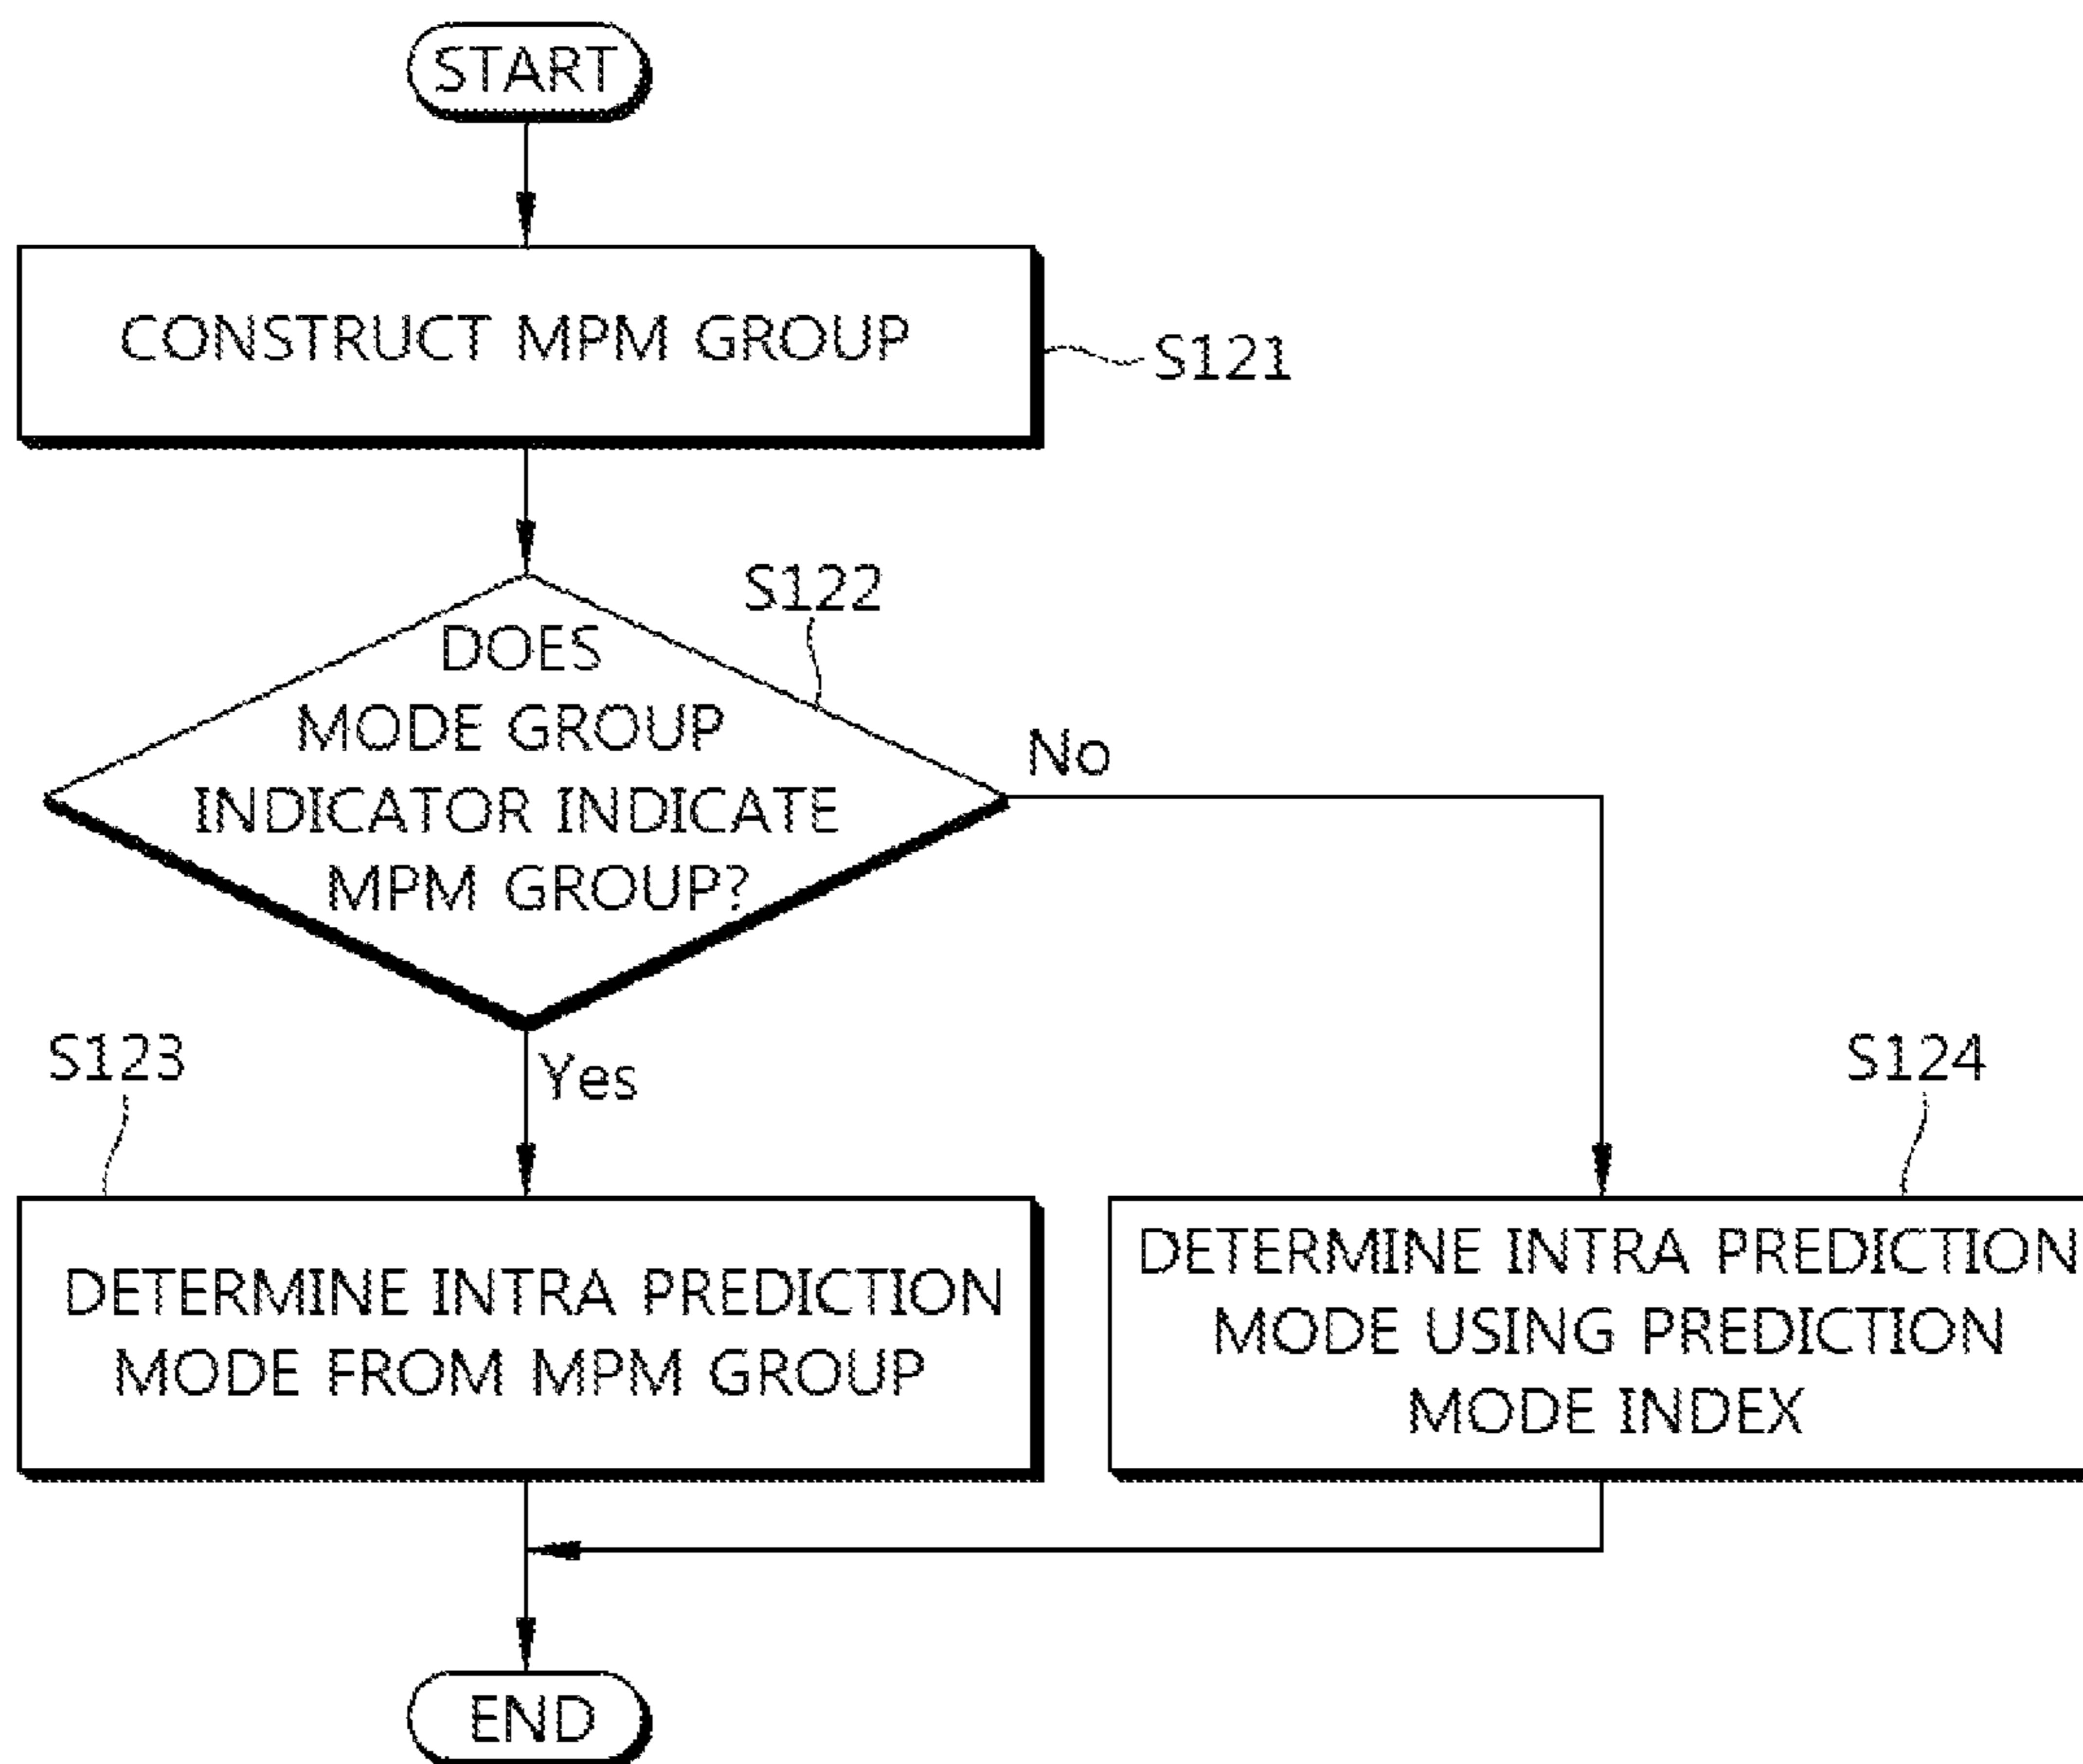 START
CONSTRUCT MPM GROUP
S121
S122
DOES
MODE GROUP
INDICATOR INDICATE
MPM GROUP?
No
Yes
S123
DETERMINE INTRA PREDICTION
MODE FROM MPM GROUP
S124
DETERMINE INTRA PREDICTION
MODE USING PREDICTION
MODE INDEX
END